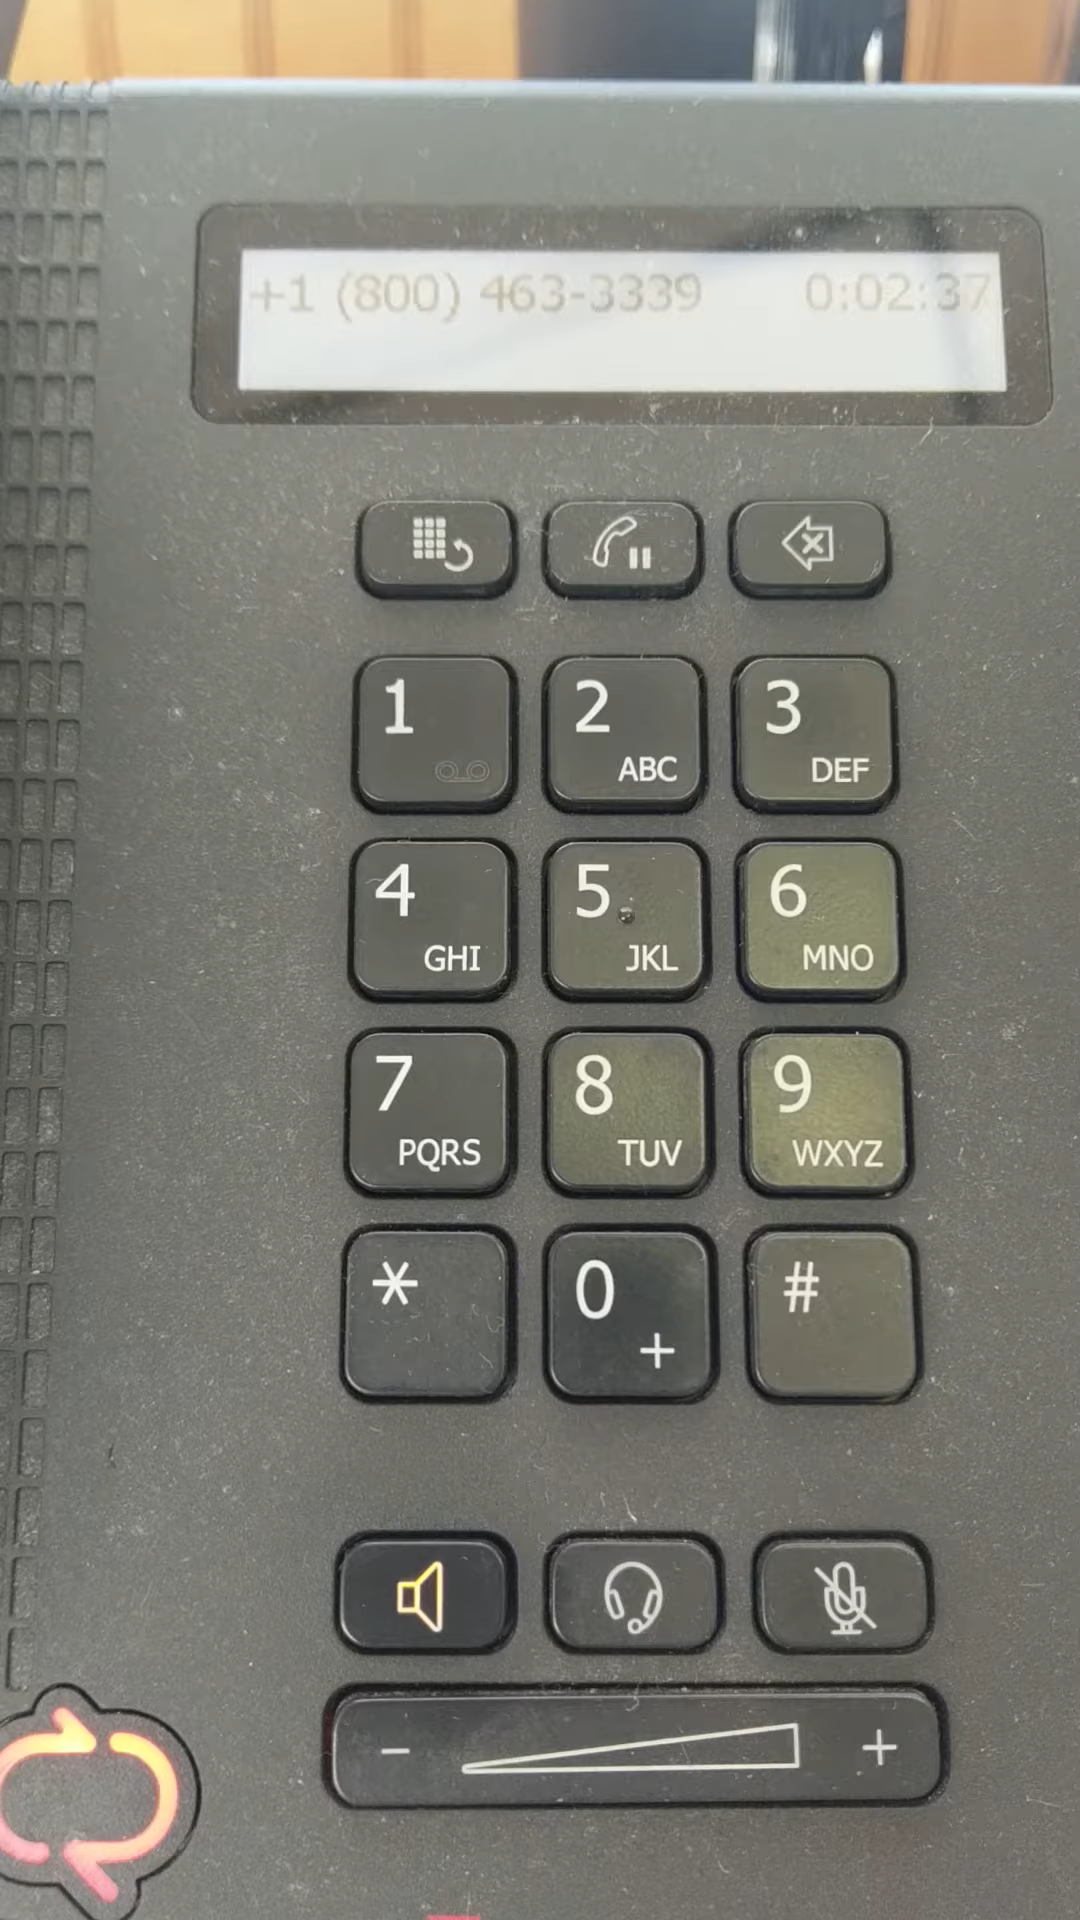 +1 (800) 463-3339 0:02:37
1
2 ABC
3 DEF
4 GHI
5 JKL
6 MNO
7 PQRS
8 TUV
9 WXYZ
*
0 +
#
- +